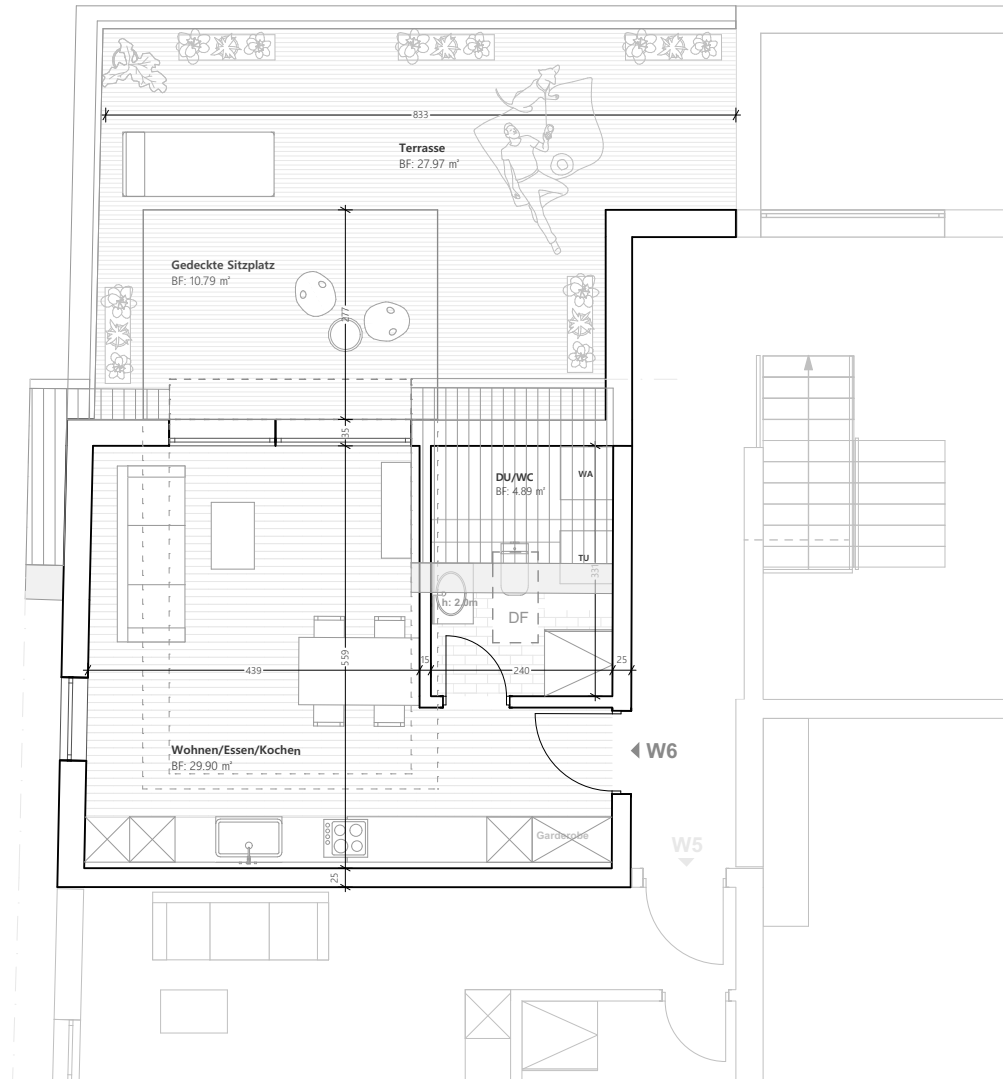 833
Terrasse
BF: 27.97 m²
Gedeckte Sitzplatz
BF: 10.79 m²
277
35
DU/WC
BF: 4.89 m²
WA
TU
331
h: 2.0m
DF
559
439
15
240
25
Wohnen/Essen/Kochen
BF: 29.90 m²
W6
Garderobe
W5
25